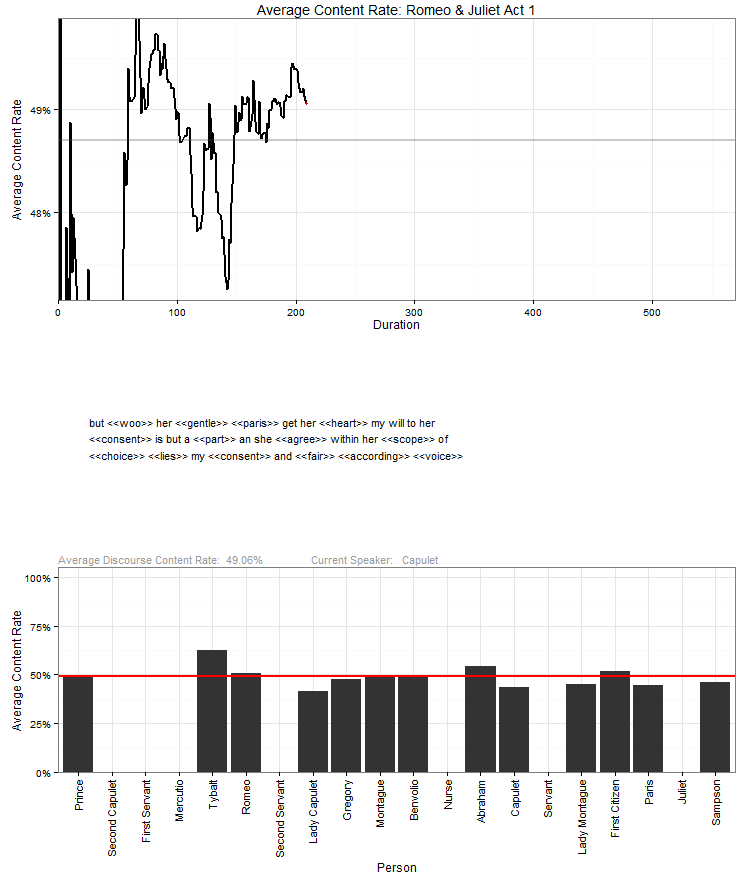 Average Content Rate: Romeo & Juliet Act 1
Average Content Rate
49%
48%
0 100 200 300 400 500
Duration
but <<woo>> her <<gentle>> <<paris>> get her <<heart>> my will to her
<<consent>> is but a <<part>> an she <<agree>> within her <<scope>> of
<<choice>> <<lies>> my <<consent>> and <<fair>> <<according>> <<voice>>
Average Discourse Content Rate: 49.06% Current Speaker: Capulet
Average Content Rate
100%
75%
50%
25%
0%
Prince
Second Capulet
First Servant
Mercutio
Tybalt
Romeo
Second Servant
Lady Capulet
Gregory
Montague
Benvolio
Nurse
Abraham
Capulet
Servant
Lady Montague
First Citizen
Paris
Juliet
Sampson
Person